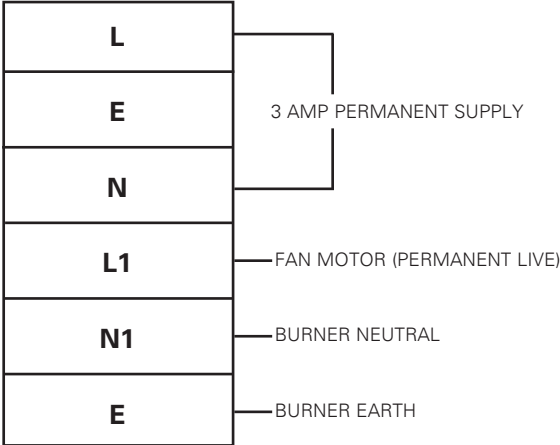 L
E
3 AMP PERMANENT SUPPLY
N
L1
FAN MOTOR (PERMANENT LIVE)
N1
BURNER NEUTRAL
E
BURNER EARTH